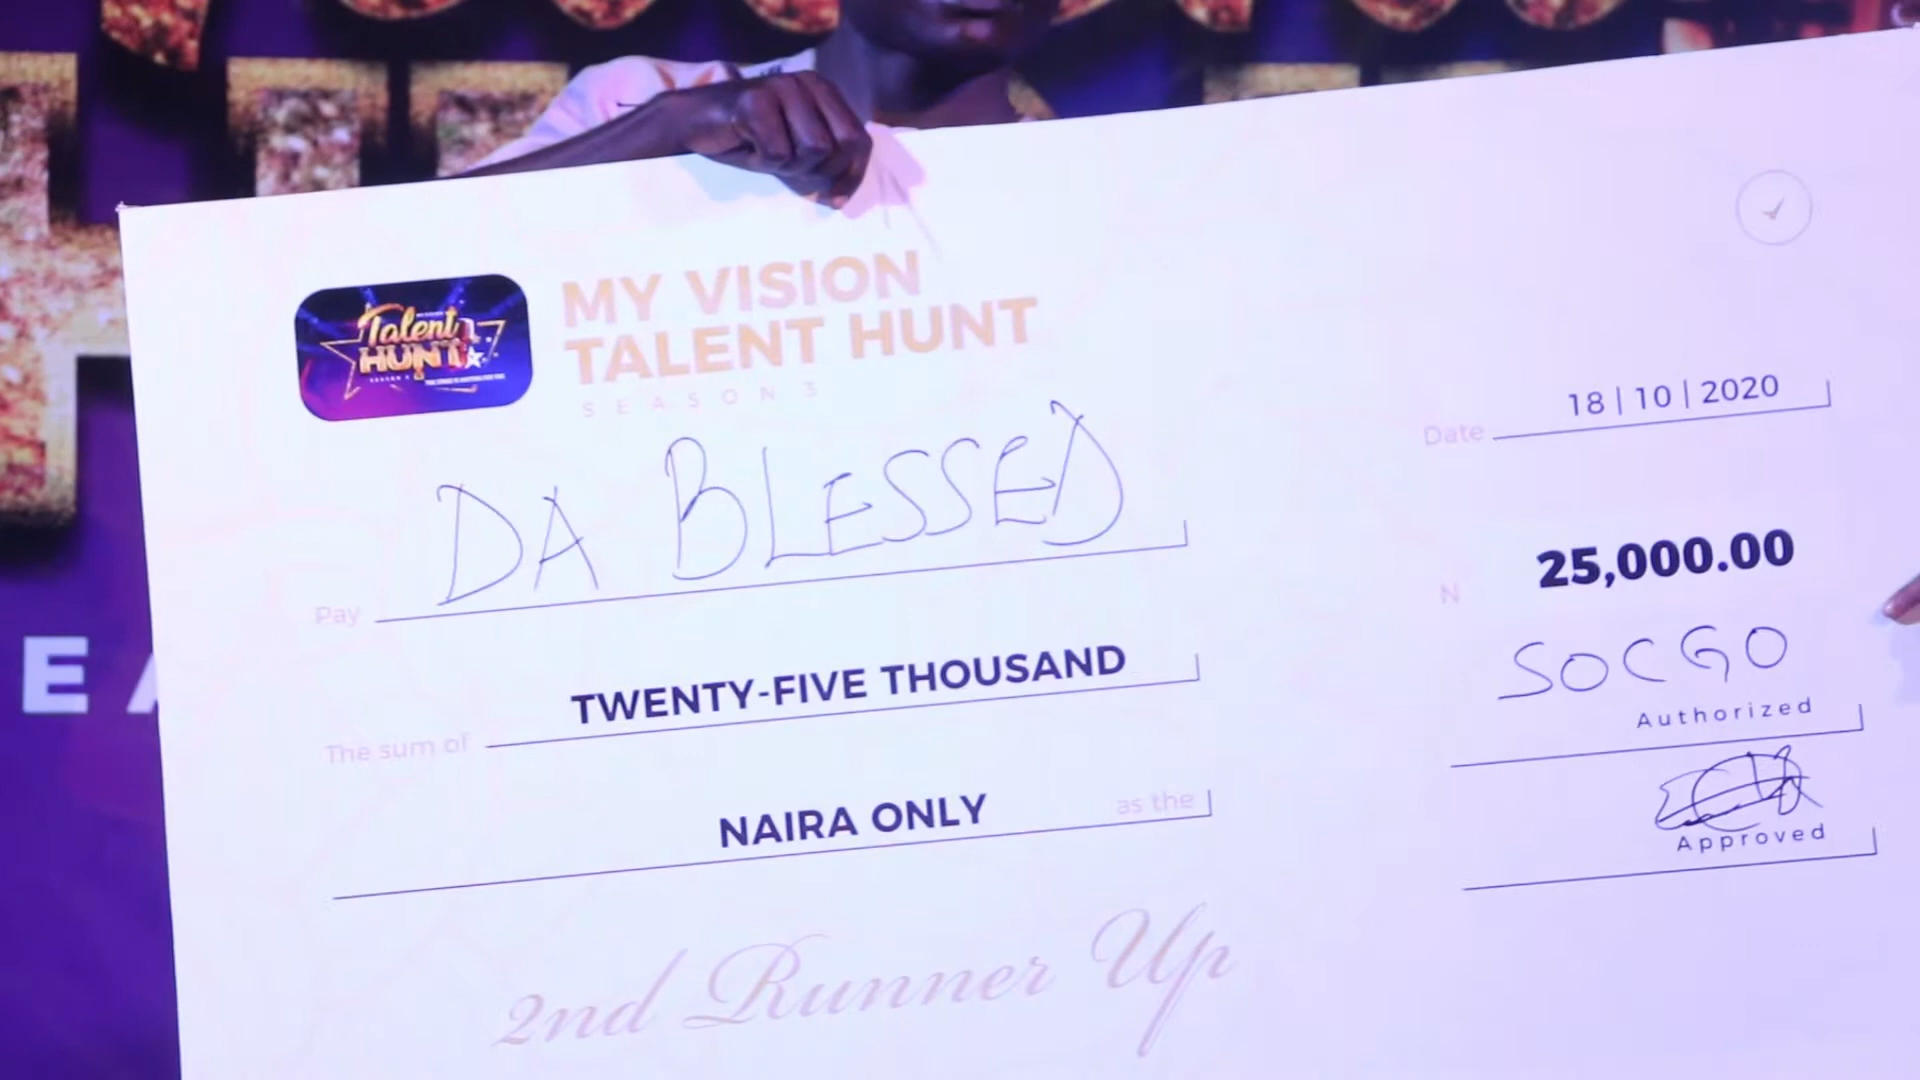 Talent
HUNT
MY VISION
TALENT HUNT
SEASON 3
18 | 10 | 2020
Date
DA BLESSED
Pay
25,000.00
N
TWENTY-FIVE THOUSAND
The sum of
SOCGO
Authorized
NAIRA ONLY
as the
Approved
2nd Runner Up
E